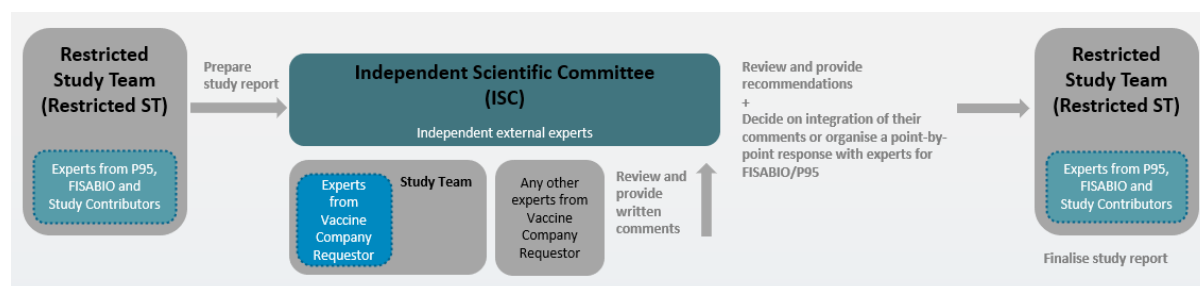 Restricted
Study Team
(Restricted ST)
Experts from P95,
FISABIO and
Study Contributors
Prepare
study report
Independent Scientific Committee
(ISC)
Independent external experts
Experts
from
Vaccine
Company
Requestor
Study Team
Any other
experts from
Vaccine
Company
Requestor
Review and
provide
written
comments
Review and provide
recommendations
+
Decide on integration of their
comments or organise a point-by-
point response with experts for
FISABIO/P95
Restricted
Study Team
(Restricted ST)
Experts from P95,
FISABIO and
Study Contributors
Finalise study report